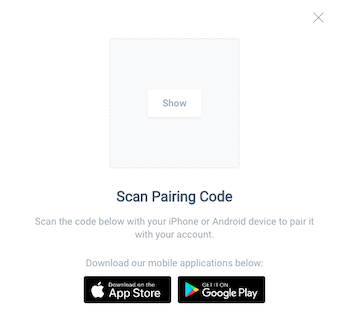 Show
Scan Pairing Code
Scan the code below with your iPhone or Android device to pair it
with your account.
Download our mobile applications below:
Download on the
App Store
GET IT ON
Google Play